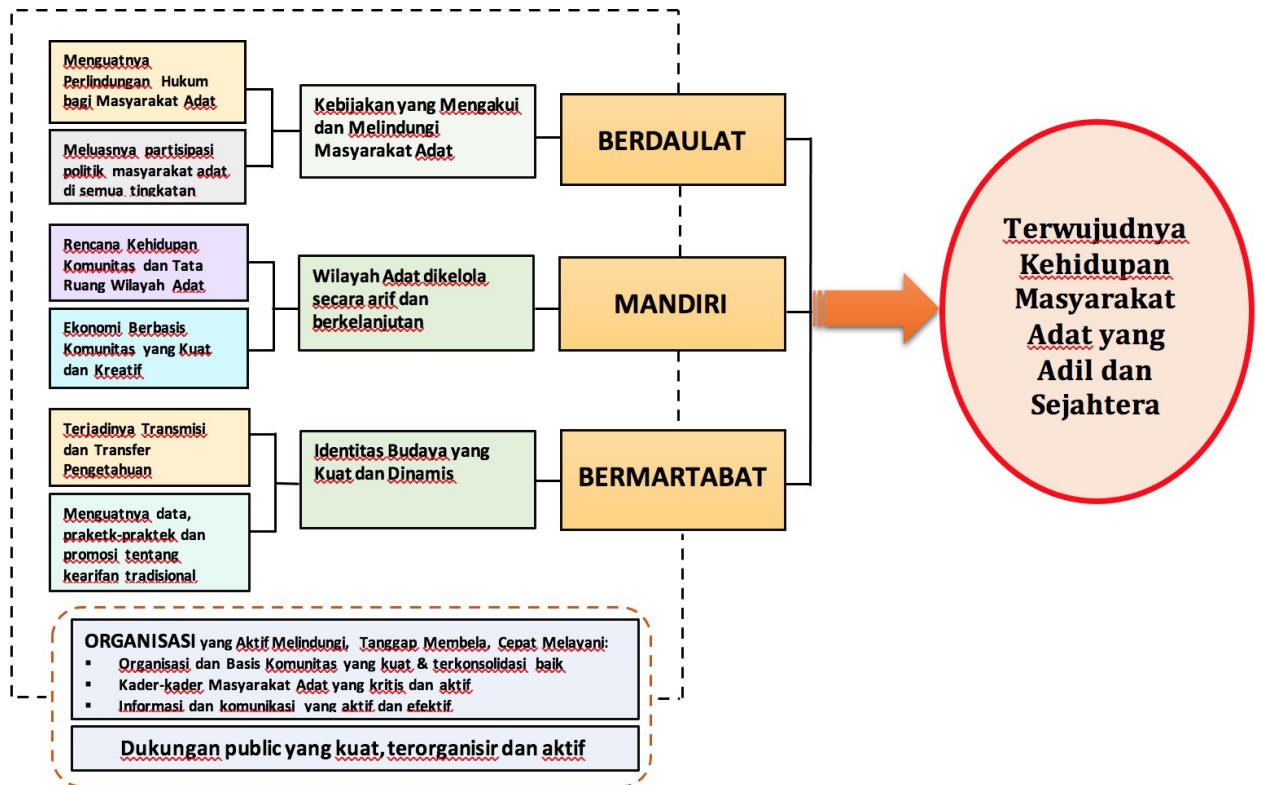 Menguatnya
Perlindungan Hukum
bagi Masyarakat Adat
Meluasnya partisipasi
politik masyarakat adat
di semua tingkatan
Kebijakan yang Mengakui
dan Melindungi
Masyarakat Adat
BERDAULAT
Rencana Kehidupan
Komunitas dan Tata
Ruang Wilayah Adat
Ekonomi Berbasis
Komunitas yang Kuat
dan Kreatif
Wilayah Adat dikelola
secara arif dan
berkelanjutan
MANDIRI
Terjadinya Transmisi
dan Transfer
Pengetahuan
Menguatnya data,
praketk-praktek dan
promosi tentang
kearifan tradisional
Identitas Budaya yang
Kuat dan Dinamis
BERMARTABAT
Terwujudnya
Kehidupan
Masyarakat
Adat yang
Adil dan
Sejahtera
ORGANISASI yang Aktif Melindungi, Tanggap Membela, Cepat Melayani:
▪ Organisasi dan Basis Komunitas yang kuat & terkonsolidasi baik
▪ Kader-kader Masyarakat Adat yang kritis dan aktif
▪ Informasi dan komunikasi yang aktif dan efektif
Dukungan public yang kuat, terorganisir dan aktif